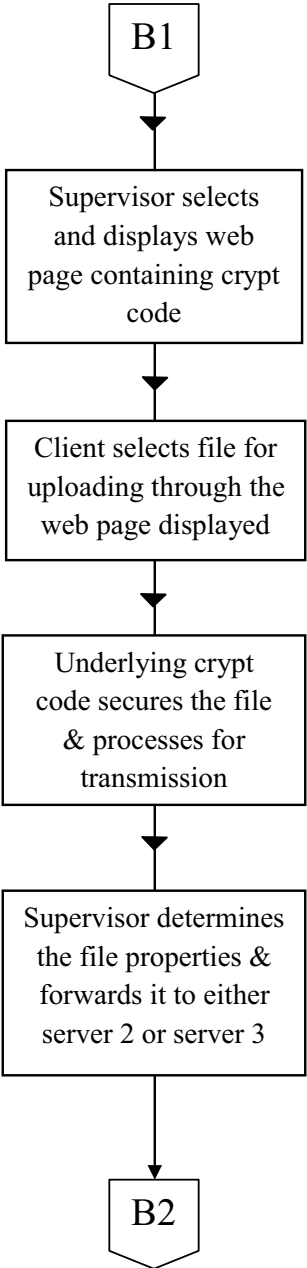 B1
Supervisor selects
and displays web
page containing crypt
code
Client selects file for
uploading through the
web page displayed
Underlying crypt
code secures the file
& processes for
transmission
Supervisor determines
the file properties &
forwards it to either
server 2 or server 3
B2